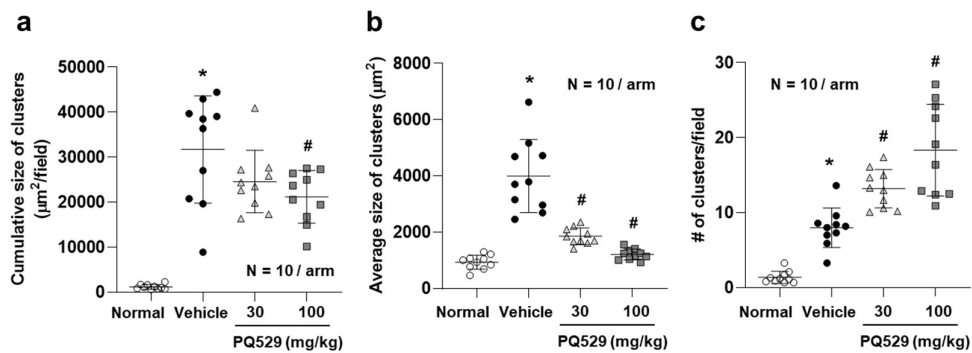 a
Cumulative size of clusters
(μm²/field)
50000
40000
30000
20000
10000
0
*
#
N = 10 / arm
Normal Vehicle 30 100
PQ529 (mg/kg)
b
Average size of clusters (μm²)
8000
6000
4000
2000
0
*
N = 10 / arm
#
#
Normal Vehicle 30 100
PQ529 (mg/kg)
c
# of clusters/field
30
20
10
0
#
N = 10 / arm
#
*
Normal Vehicle 30 100
PQ529 (mg/kg)